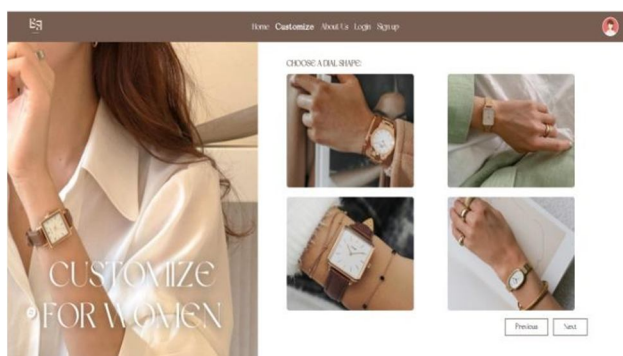 Home Customize About Us Login Sign up
CHOOSE A DIAL SHAPE:
CUSTOMIZE
FOR WOMEN
Previous Next